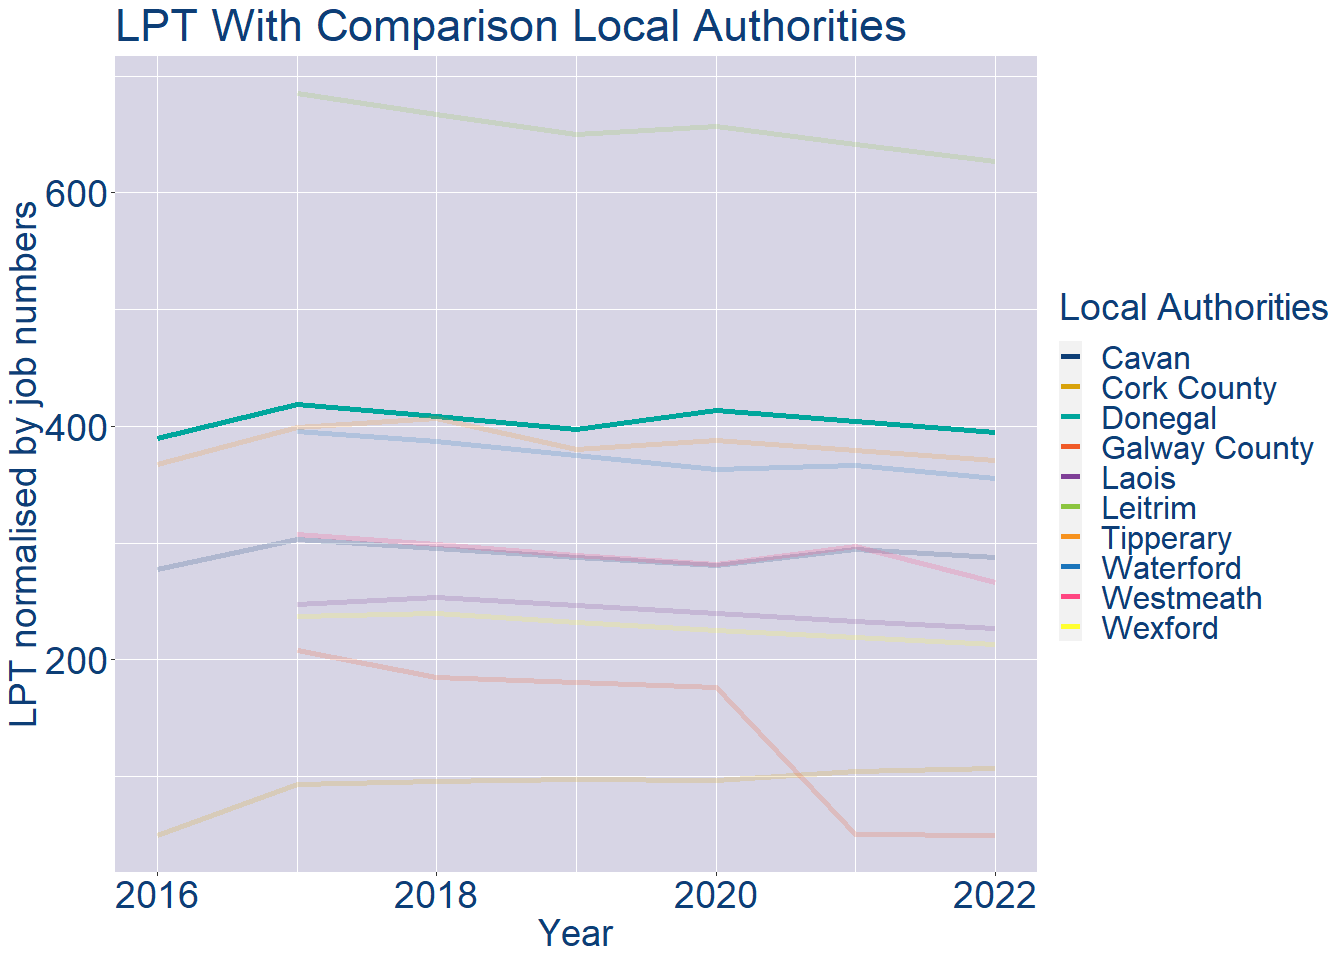 LPT With Comparison Local Authorities
LPT normalised by job numbers
600
400
200
2016
2018
2020
2022
Year
Local Authorities
Cavan
Cork County
Donegal
Galway County
Laois
Leitrim
Tipperary
Waterford
Westmeath
Wexford